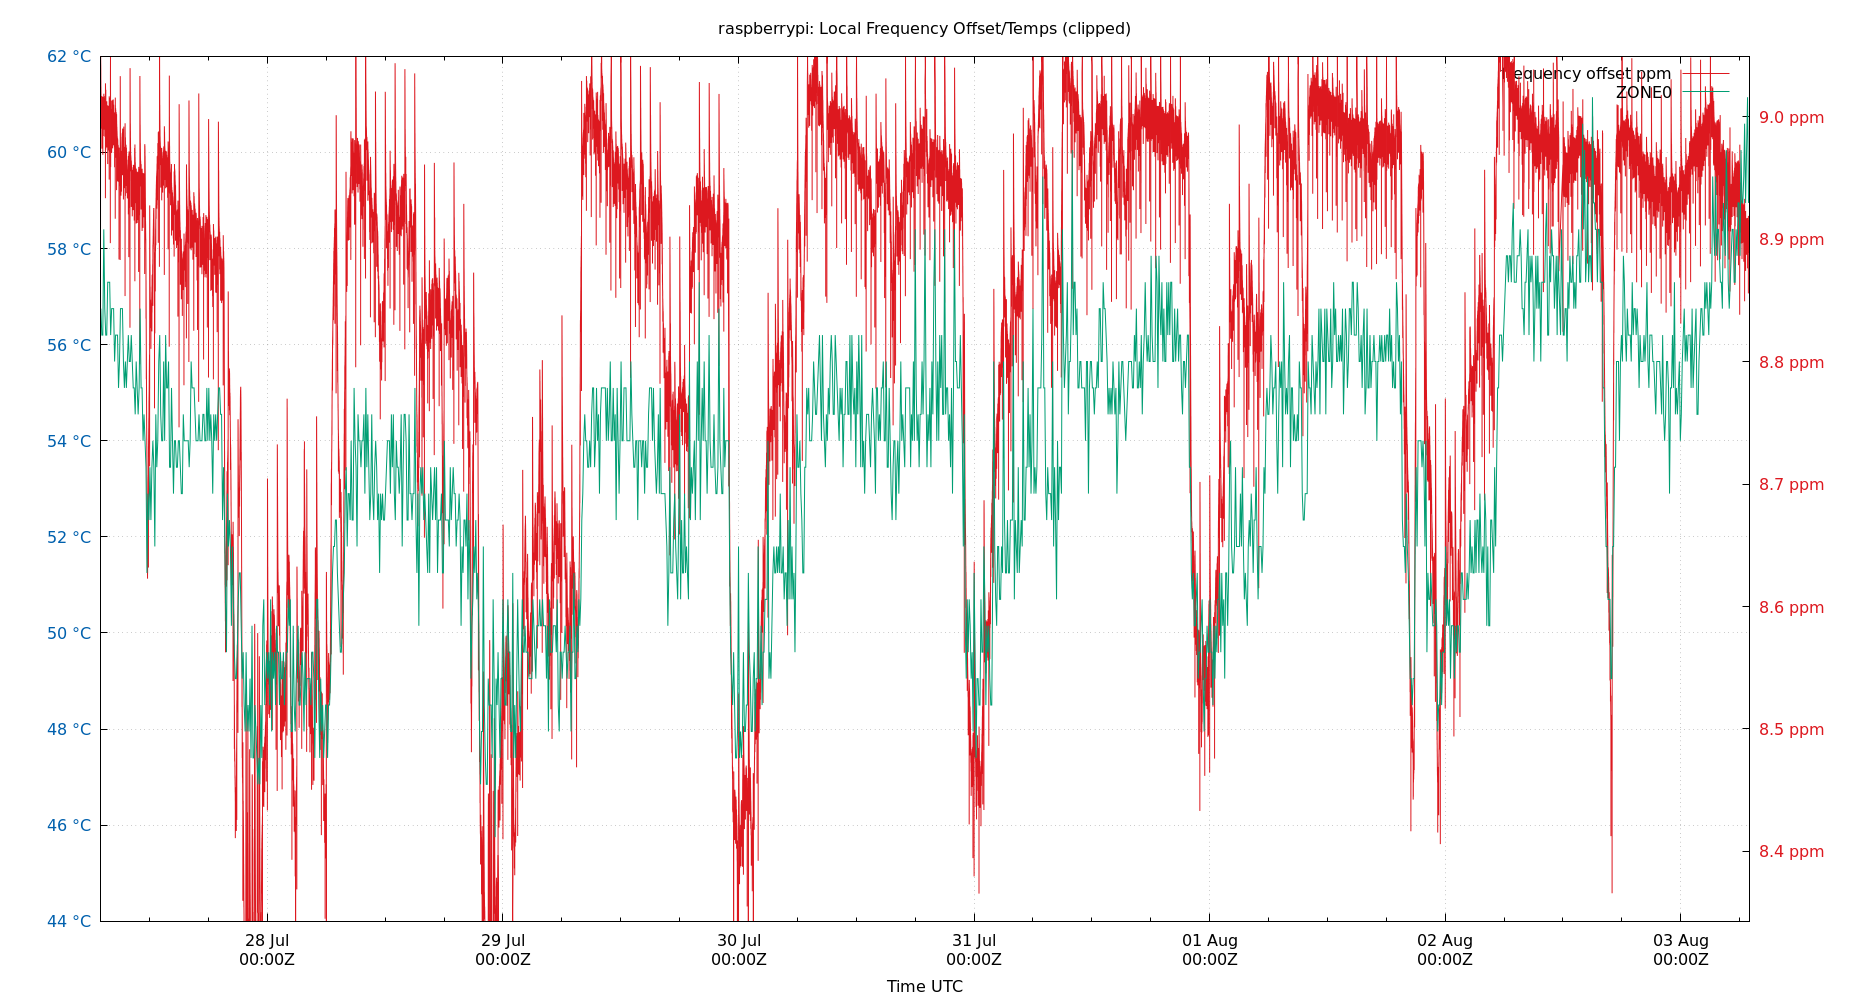 raspberrypi: Local Frequency Offset/Temps (clipped)
62 °C
60 °C
58 °C
56 °C
54 °C
52 °C
50 °C
48 °C
46 °C
44 °C
equency offset ppm
ZONE0
9.0 ppm
8.9 ppm
8.8 ppm
8.7 ppm
8.6 ppm
8.5 ppm
8.4 ppm
28 Jul 29 Jul 30 Jul 31 Jul 01 Aug 02 Aug 03 Aug
00:00Z 00:00Z 00:00Z 00:00Z 00:00Z 00:00Z 00:00Z
Time UTC